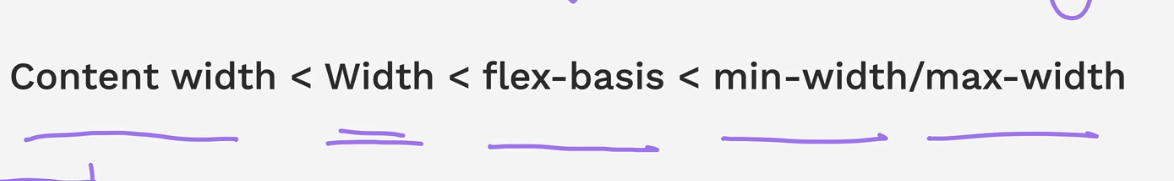 Content width < Width < flex-basis < min-width/max-width